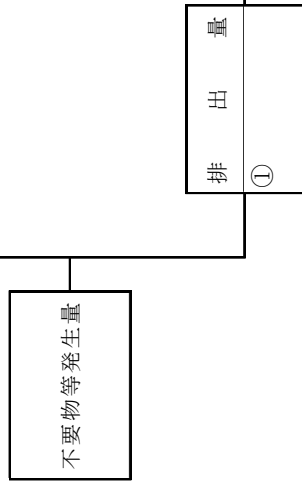 不要物等発生量
排出量
①